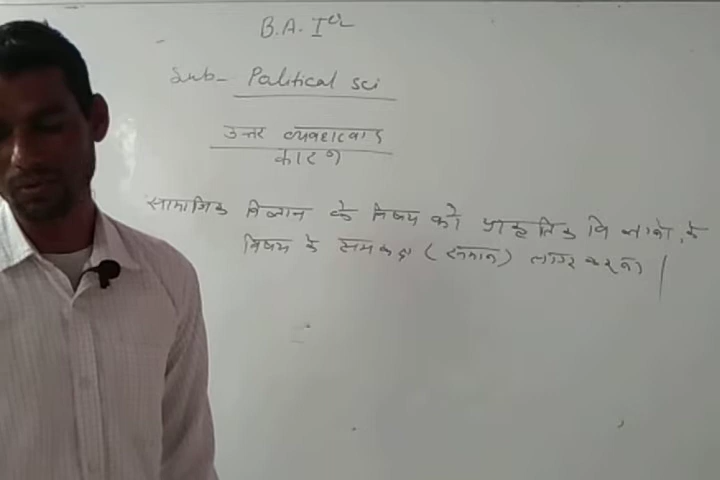 B.A. Ist
Sub- Political sci
उत्तर व्यवहारवाद
कारण
सामाजिक विज्ञान के विषय को प्राकृतिक विज्ञानो के
विषय के समकक्ष (समान) लागु करना।